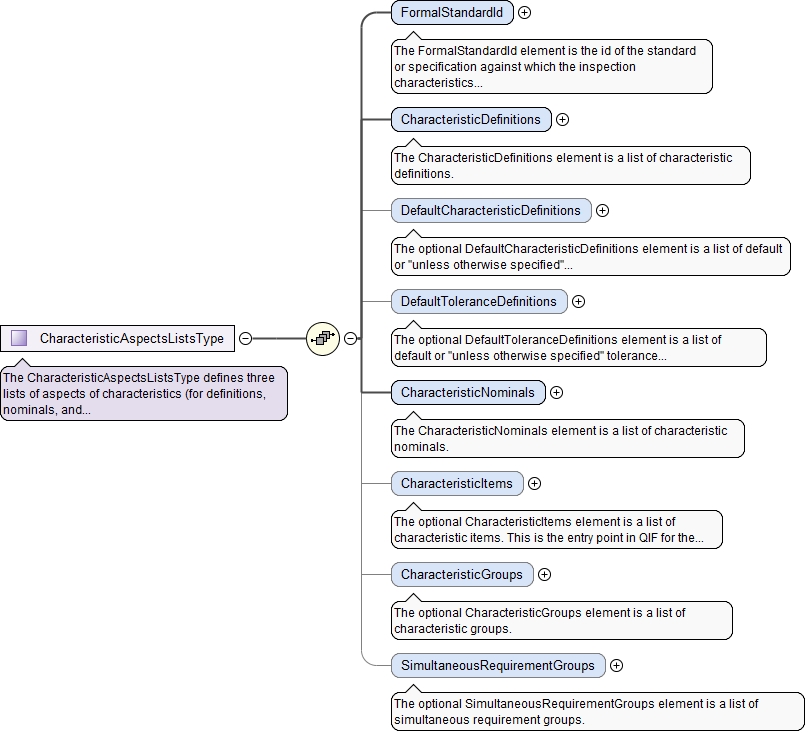 FormalStandardId
The FormalStandardId element is the id of the standard
or specification against which the inspection
characteristics...
CharacteristicDefinitions
The CharacteristicDefinitions element is a list of characteristic
definitions.
DefaultCharacteristicDefinitions
The optional DefaultCharacteristicDefinitions element is a list of default
or "unless otherwise specified"...
DefaultToleranceDefinitions
The optional DefaultToleranceDefinitions element is a list of
default or "unless otherwise specified" tolerance...
CharacteristicAspectsListsType
The CharacteristicAspectsListsType defines three
lists of aspects of characteristics (for definitions,
nominals, and...
CharacteristicNominals
The CharacteristicNominals element is a list of characteristic
nominals.
CharacteristicItems
The optional CharacteristicItems element is a list of
characteristic items. This is the entry point in QIF for the...
CharacteristicGroups
The optional CharacteristicGroups element is a list of
characteristic groups.
SimultaneousRequirementGroups
The optional SimultaneousRequirementGroups element is a list of
simultaneous requirement groups.